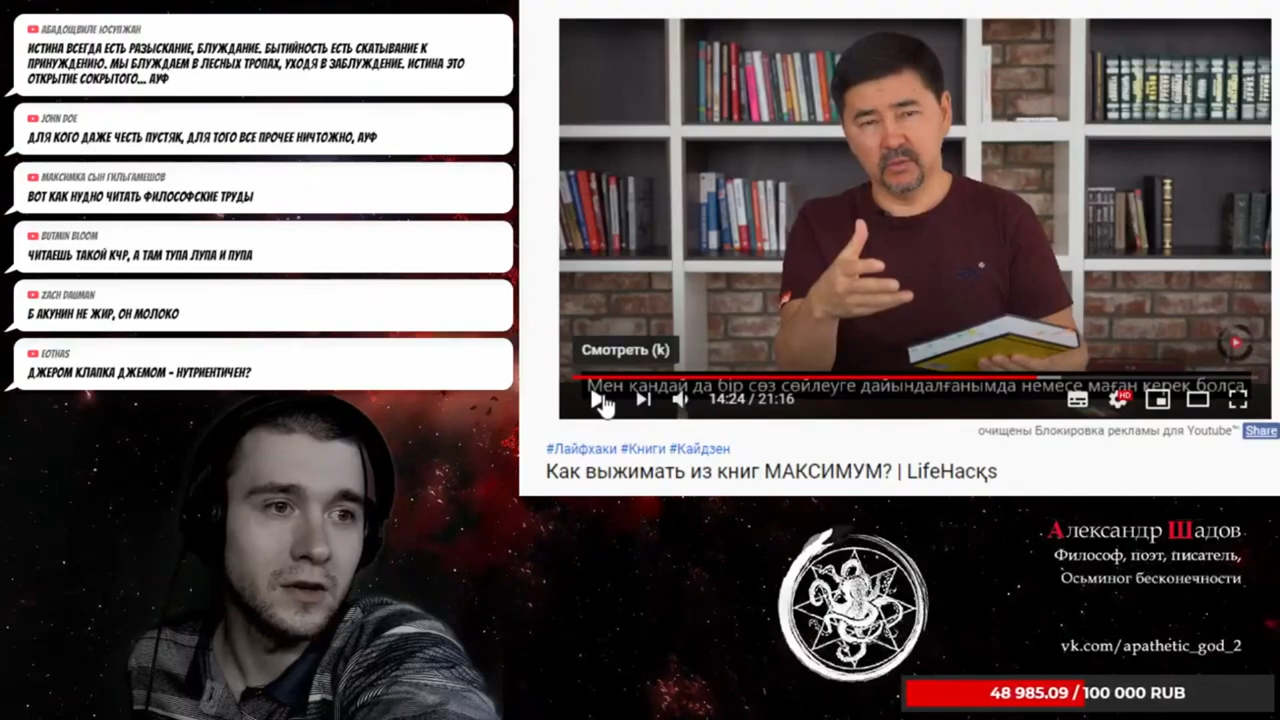 АБАДОЩВИЛЕ ЮСУПЖАН
ИСТИНА ВСЕГДА ЕСТЬ РАЗЫСКАНИЕ, БЛУЖДАНИЕ. БЫТИЙНОСТЬ ЕСТЬ СКАТЫВАНИЕ К
ПРИНУЖДЕНИЮ. МЫ БЛУЖДАЕМ В ЛЕСНЫХ ТРОПАХ, УХОДЯ В ЗАБЛУЖДЕНИЕ. ИСТИНА ЭТО
ОТКРЫТИЕ СОКРЫТОГО... АУФ
JOHN DOE
ДЛЯ КОГО ДАЖЕ ЧЕСТЬ ПУСТЯК, ДЛЯ ТОГО ВСЕ ПРОЧЕЕ НИЧТОЖНО, АУФ
МАКСИМКА СЫН ГИЛЬГАМЕШОВ
ВОТ КАК НУДНО ЧИТАТЬ ФИЛОСОФСКИЕ ТРУДЫ
BUTMIN BLOOM
ЧИТАЕШЬ ТАКОЙ КЧР, А ТАМ ТУПА ЛУПА И ПУПА
ZACH DAUMAN
Б АКУНИН НЕ ЖИР, ОН МОЛОКО
EOTHAS
ДЖЕРОМ КЛАПКА ДЖЕМОМ - НУТРИЕНТИЧЕН?
Смотреть (k)
Мен қандай да бір сөз сөйлеуге дайындалғанымда немесе маған керек болса,
14:24 / 21:16
HD
очищены Блокировка рекламы для Youtube™ Share
#Лайфхаки #Книги #Кайдзен
Как выжимать из книг МАКСИМУМ? | LifeHacқs
Александр Шадов
Философ, поэт, писатель,
Осьминог бесконечности
vk.com/apathetic_god_2
48 985.09 / 100 000 RUB